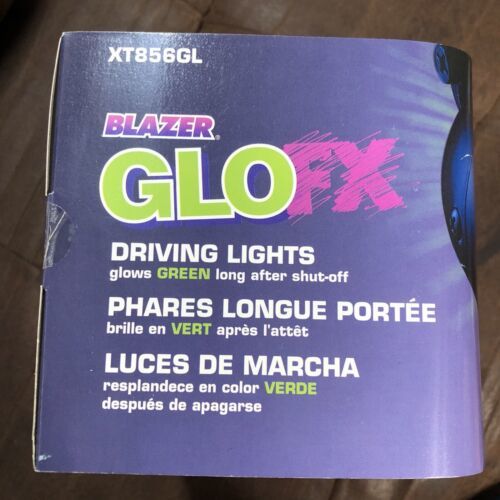 XT856GL
BLAZER®
GLOFX
DRIVING LIGHTS
glows GREEN long after shut-off
PHARES LONGUE PORTÉE
brille en VERT après l'attêt
LUCES DE MARCHA
resplandece en color VERDE
después de apagarse